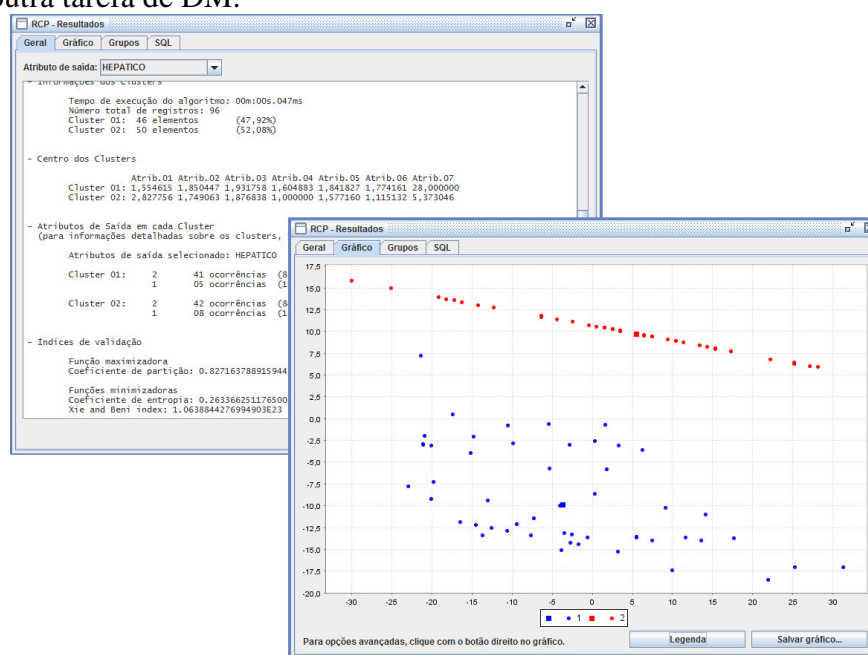 outra tarefa de DM.
RCP - Resultados
Geral Gráfico Grupos SQL
Atributo de saída: HEPATICO
- Informações dos Clusters
Tempo de execução do algoritmo: 00m:00s.047ms
Número total de registros: 96
Cluster 01: 46 elementos (47,92%)
Cluster 02: 50 elementos (52,08%)
- Centro dos Clusters
Atrib.01 Atrib.02 Atrib.03 Atrib.04 Atrib.05 Atrib.06 Atrib.07
Cluster 01: 1,554615 1,850447 1,931758 1,604883 1,841827 1,774161 28,000000
Cluster 02: 2,827756 1,749063 1,876838 1,000000 1,577160 1,115132 5,373046
- Atributos de Saída em cada Cluster
(para informações detalhadas sobre os clusters,
Atributos de saída selecionado: HEPATICO
Cluster 01: 2 41 ocorrências (8
1 05 ocorrências (1
Cluster 02: 2 42 ocorrências (8
1 08 ocorrências (1
- Índices de validação
Função maximizadora
Coeficiente de partição: 0.827163788915944
Funções minimizadoras
Coeficiente de entropia: 0.263366251176500
Xie and Beni index: 1.0638844276994903E23
RCP - Resultados
Geral Gráfico Grupos SQL
17,5
15,0
12,5
10,0
7,5
5,0
2,5
0,0
-2,5
-5,0
-7,5
-10,0
-12,5
-15,0
-17,5
-20,0
-30 -25 -20 -15 -10 -5 0 5 10 15 20 25 30
1 2
Para opções avançadas, clique com o botão direito no gráfico.
Legenda
Salvar gráfico...